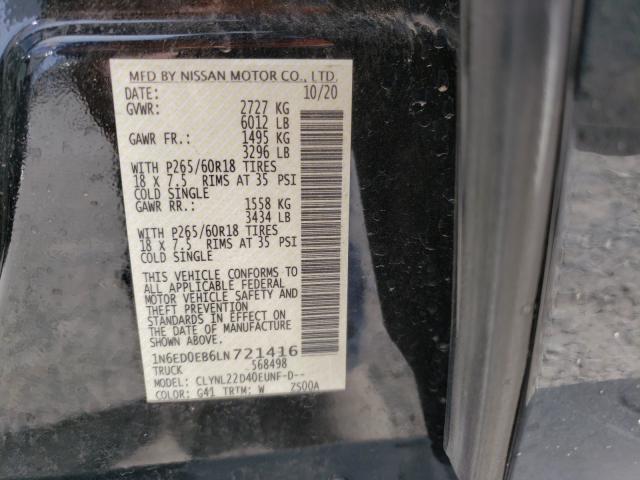 MFD BY NISSAN MOTOR CO., LTD.
DATE: 10/20
GVWR: 2727 KG
6012 LB
GAWR FR.: 1495 KG
3296 LB
WITH P265/60R18 TIRES
18 X 7.5 RIMS AT 35 PSI
COLD SINGLE
GAWR RR.: 1558 KG
3434 LB
WITH P265/60R18 TIRES
18 X 7.5 RIMS AT 35 PSI
COLD SINGLE
THIS VEHICLE CONFORMS TO
ALL APPLICABLE FEDERAL
MOTOR VEHICLE SAFETY AND
THEFT PREVENTION
STANDARDS IN EFFECT ON
THE DATE OF MANUFACTURE
SHOWN ABOVE.
1N6ED0EB6LN721416
TRUCK 568498
MODEL: CLYNL22D40EUNF-D--
COLOR: G41 TRIM: W ZS00A